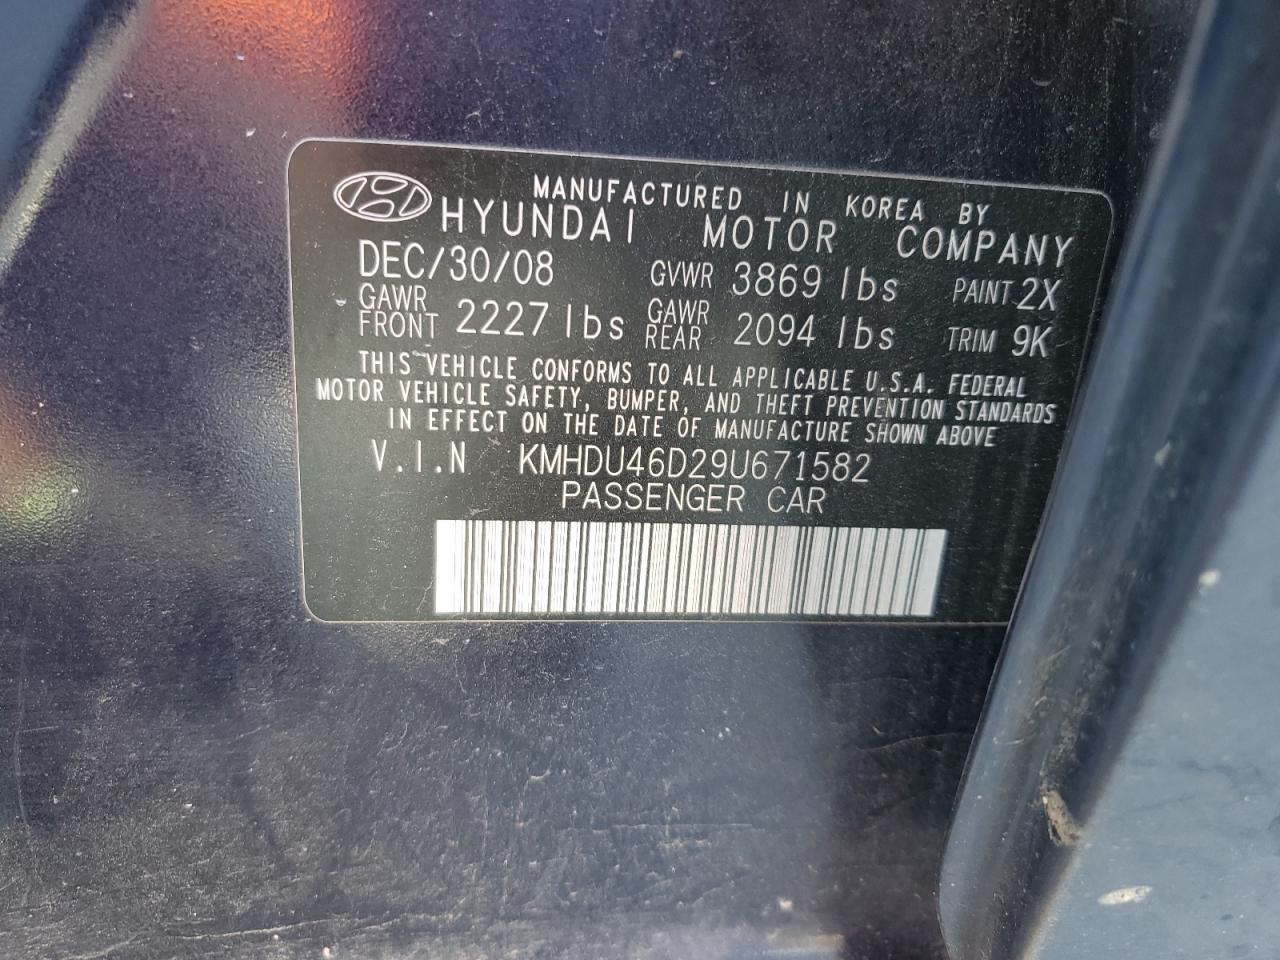 MANUFACTURED IN KOREA BY
HYUNDAI MOTOR COMPANY
DEC/30/08 GVWR 3869 lbs PAINT 2X
GAWR FRONT 2227 lbs GAWR REAR 2094 lbs TRIM 9K
THIS VEHICLE CONFORMS TO ALL APPLICABLE U.S.A. FEDERAL
MOTOR VEHICLE SAFETY, BUMPER, AND THEFT PREVENTION STANDARDS
IN EFFECT ON THE DATE OF MANUFACTURE SHOWN ABOVE
V.I.N KMHDU46D29U671582
PASSENGER CAR